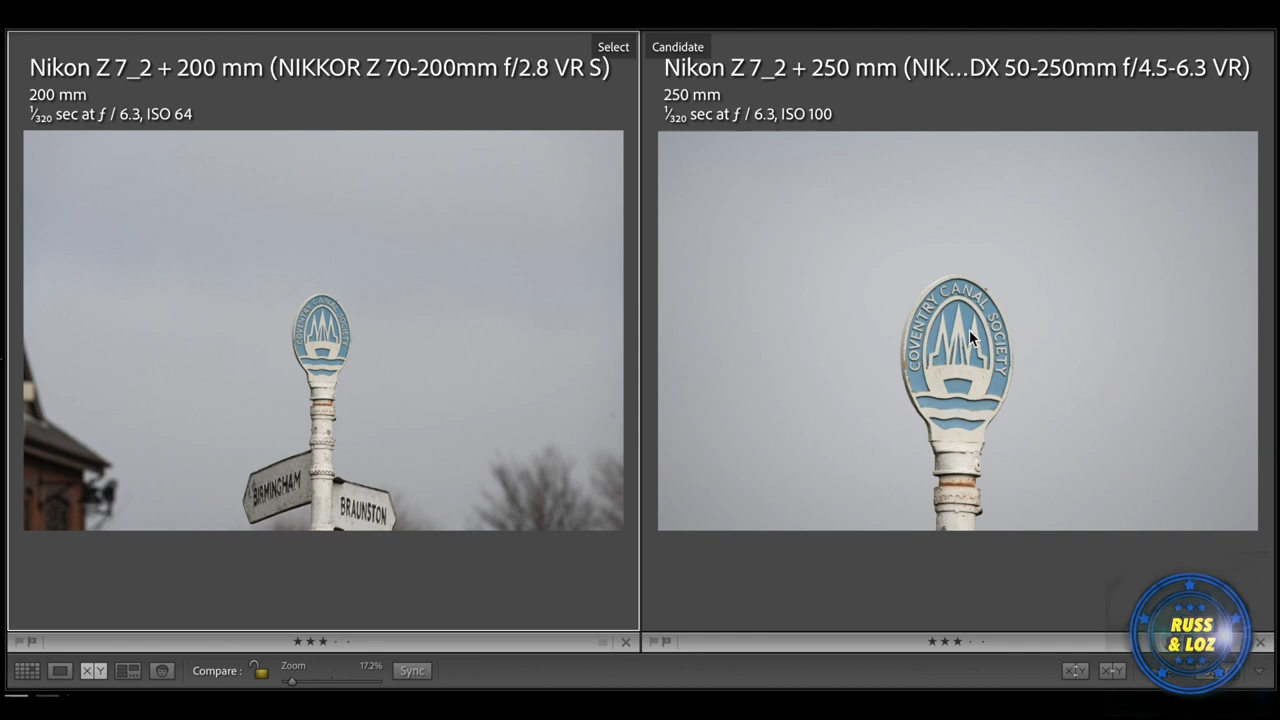 Select
Nikon Z 7_2 + 200 mm (NIKKOR Z 70-200mm f/2.8 VR S)
200 mm
1/320 sec at ƒ / 6.3, ISO 64
COVENTRY CANAL SOCIETY
BIRMINGHAM
BRAUNSTON
Candidate
Nikon Z 7_2 + 250 mm (NIK...DX 50-250mm f/4.5-6.3 VR)
250 mm
1/320 sec at ƒ / 6.3, ISO 100
COVENTRY CANAL SOCIETY
X Y
Compare :
Zoom
17.2%
Sync
RUSS
& LOZ